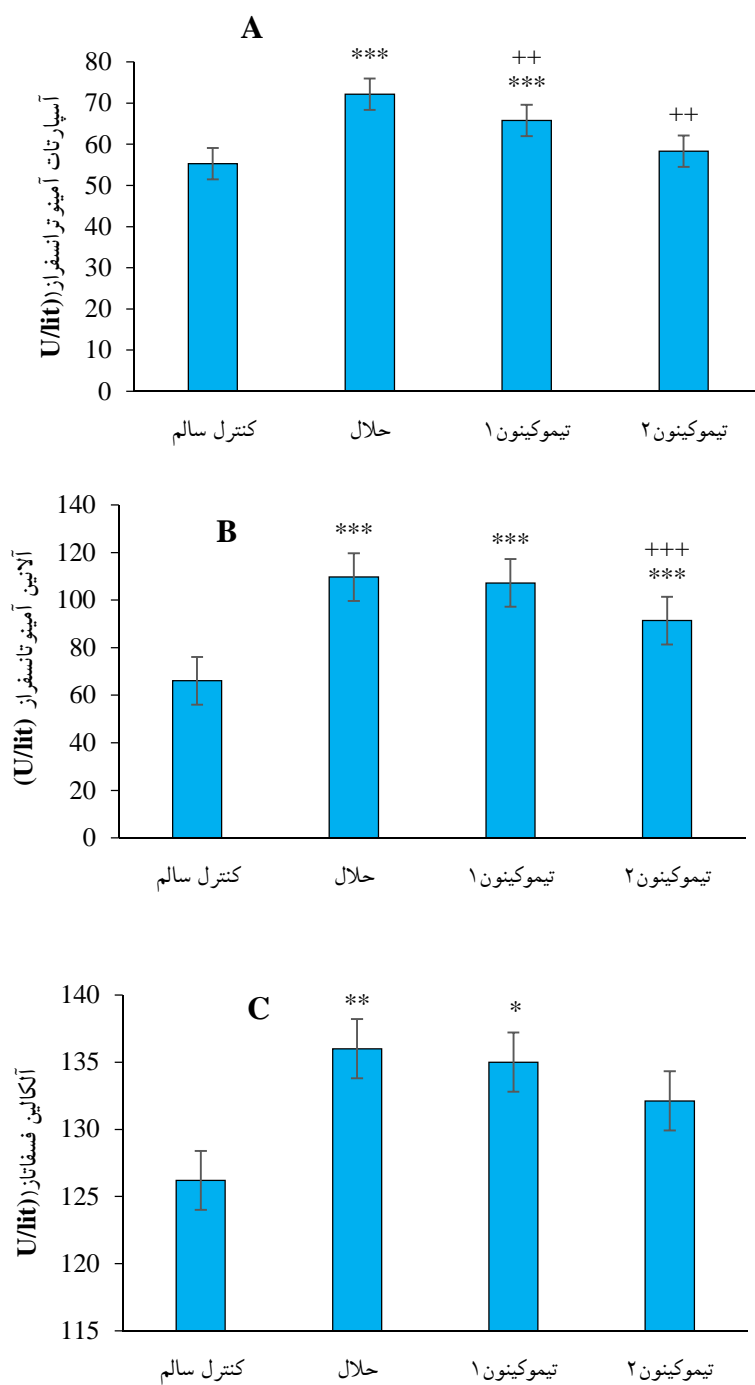 A
آسپارتات آمینوترانسفراز((U/lit
80
70
60
50
40
30
20
10
0
***
++
***
++
کنترل سالم
حلال
تیموکینون۱
تیموکینون۲
B
آلانین آمینوتانسفراز (U/lit)
140
120
100
80
60
40
20
0
***
***
+++
***
کنترل سالم
حلال
تیموکینون۱
تیموکینون۲
C
آلکالین فسفاتاز((U/lit
140
135
130
125
120
115
**
*
کنترل سالم
حلال
تیموکینون۱
تیموکینون۲